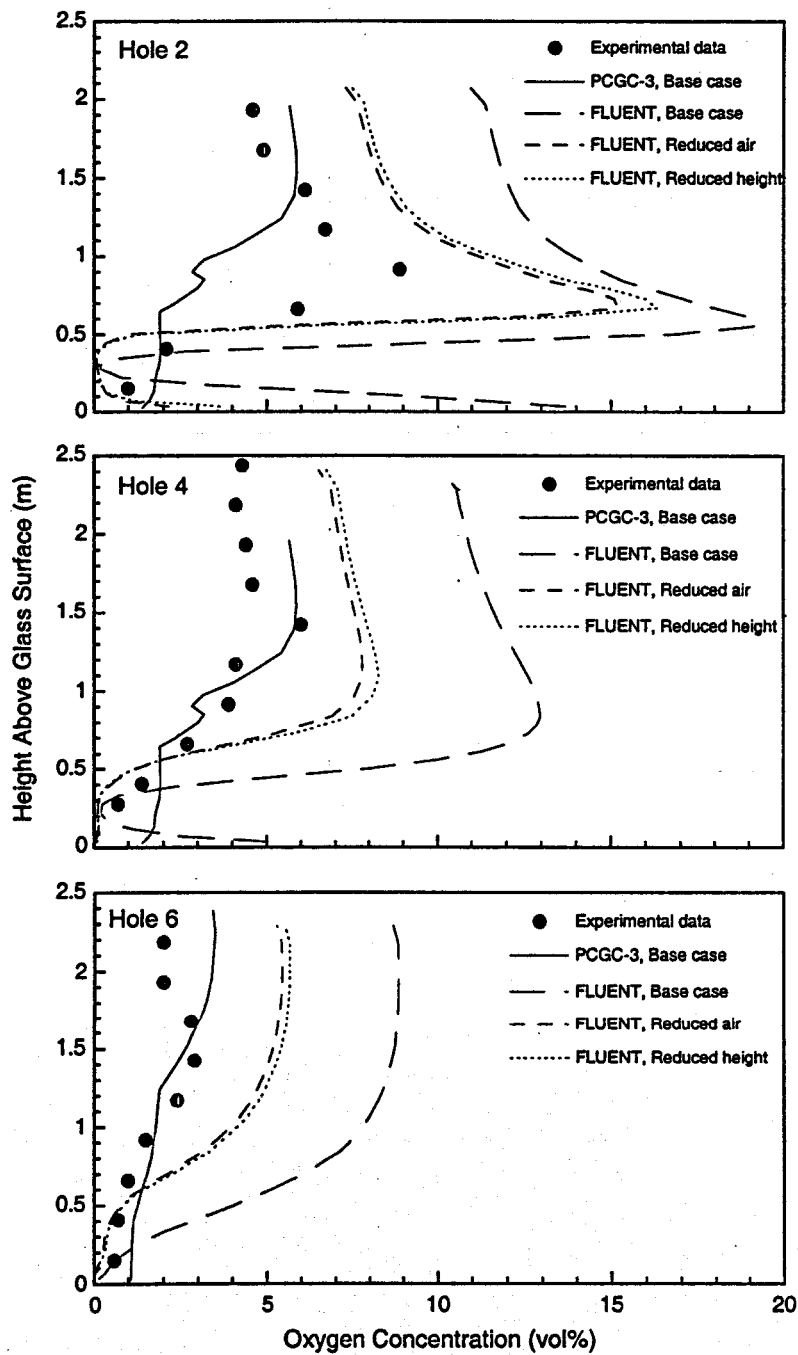 Hole 2
Experimental data
PCGC-3, Base case
FLUENT, Base case
FLUENT, Reduced air
FLUENT, Reduced height
2.5
2
1.5
1
0.5
0
Hole 4
Experimental data
PCGC-3, Base case
FLUENT, Base case
FLUENT, Reduced air
FLUENT, Reduced height
2.5
2
1.5
1
0.5
0
Height Above Glass Surface (m)
Hole 6
Experimental data
PCGC-3, Base case
FLUENT, Base case
FLUENT, Reduced air
FLUENT, Reduced height
2.5
2
1.5
1
0.5
0
0 5 10 15 20
Oxygen Concentration (vol%)